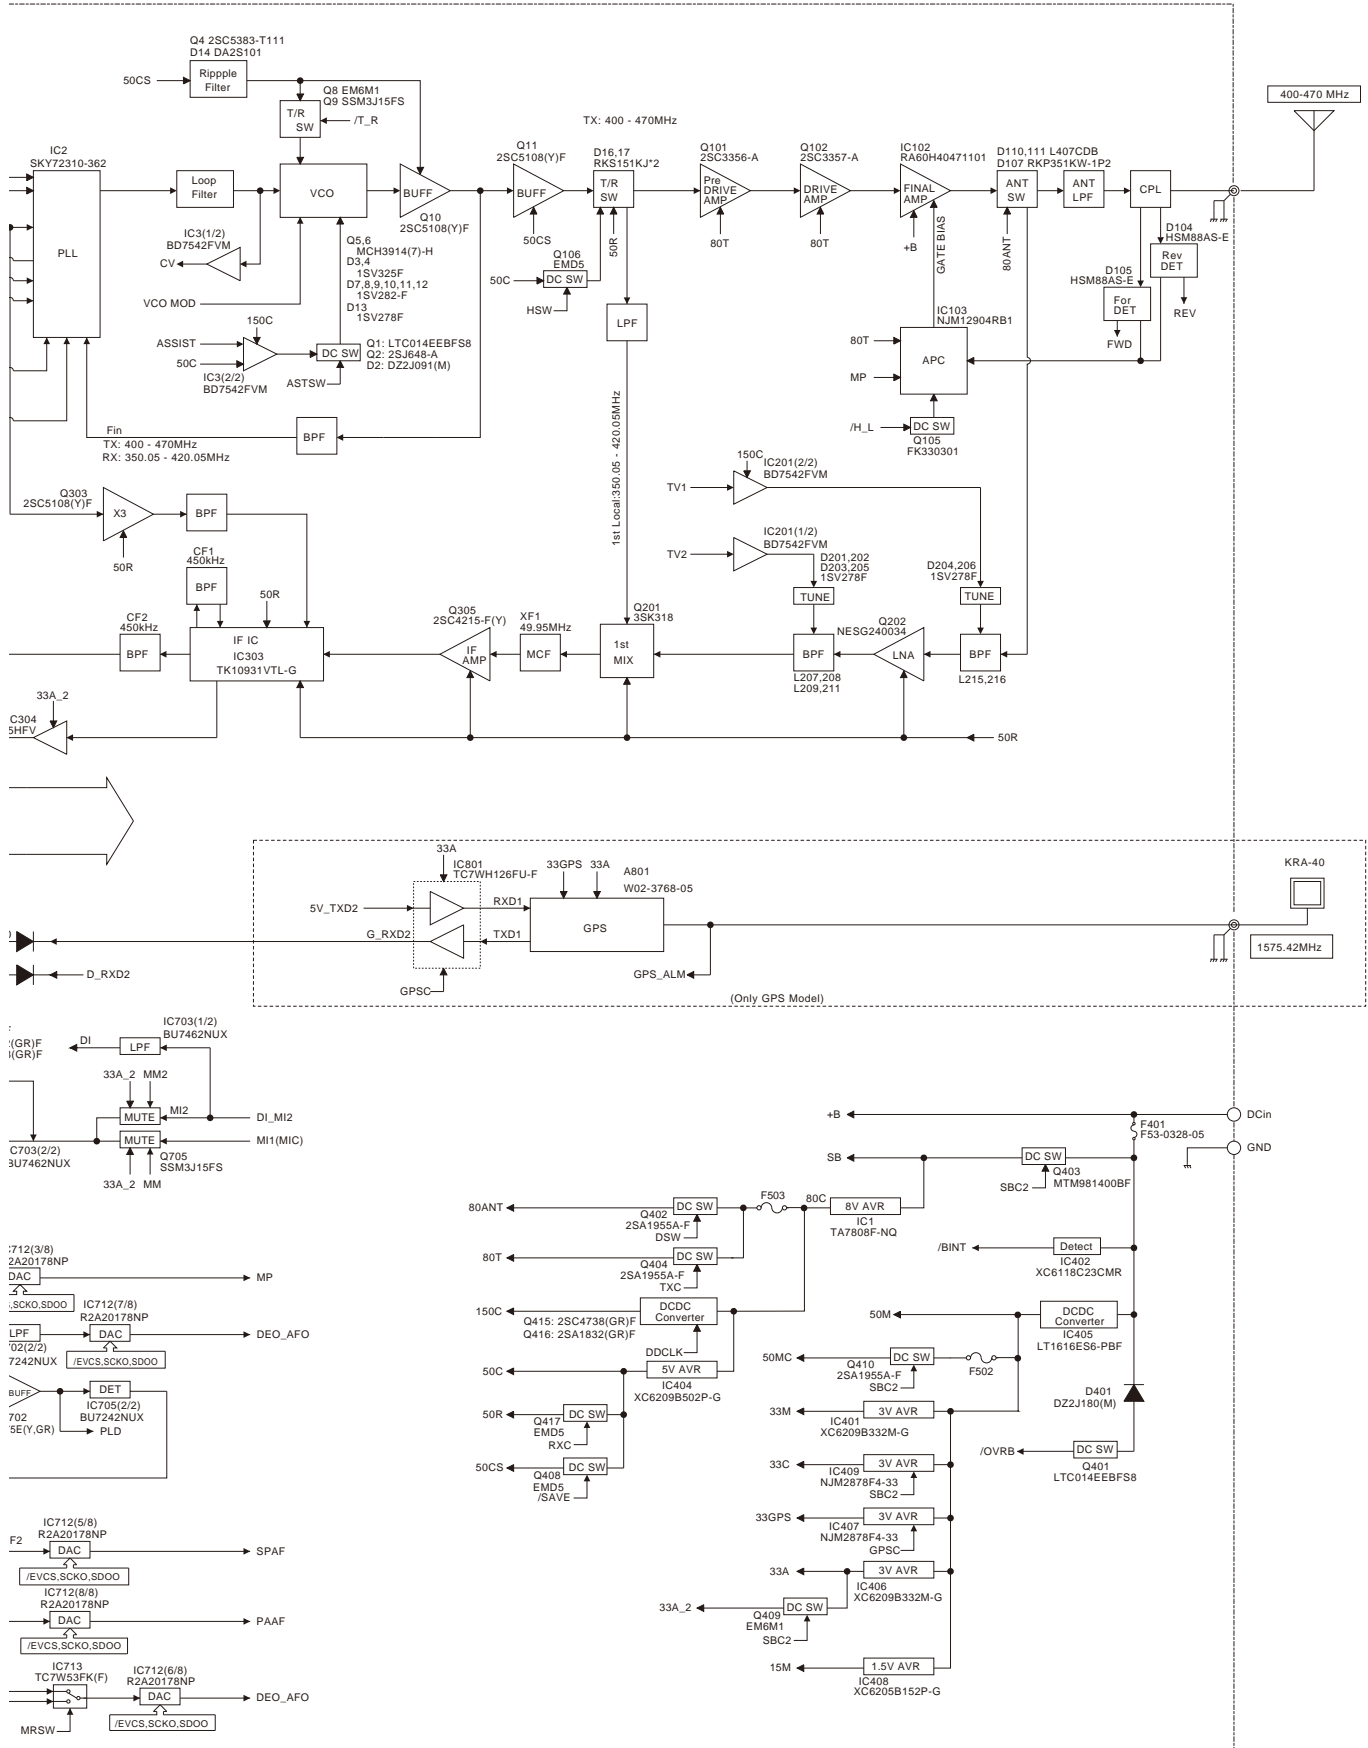 Q4 2SC5383-T111
D14 DA2S101
50CS
Rippple
Filter
Q8 EM6M1
Q9 SSM3J15FS
T/R
SW
/T_R
IC2
SKY72310-362
PLL
Loop
Filter
VCO
BUFF
Q10
2SC5108(Y)F
IC3(1/2)
BD7542FVM
CV
VCO MOD
Q5,6
MCH3914(7)-H
D3,4
1SV325F
D7,8,9,10,11,12
1SV282-F
D13
1SV278F
150C
ASSIST
50C
IC3(2/2)
BD7542FVM
DC SW
ASTSW
Q1: LTC014EEBFS8
Q2: 2SJ648-A
D2: DZ2J091(M)
Fin
TX: 400 - 470MHz
RX: 350.05 - 420.05MHz
BPF
Q11
2SC5108(Y)F
BUFF
50CS
TX: 400 - 470MHz
D16,17
RKS151KJ*2
T/R
SW
50R
Q106
EMD5
50C
DC SW
HSW
LPF
1st Local:350.05 - 420.05MHz
Q101
2SC3356-A
Pre
DRIVE
AMP
80T
Q102
2SC3357-A
DRIVE
AMP
80T
IC102
RA60H40471101
FINAL
AMP
+B
GATE BIAS
D110,111 L407CDB
D107 RKP351KW-1P2
ANT
SW
80ANT
ANT
LPF
CPL
400-470 MHz
D104
HSM88AS-E
Rev
DET
REV
D105
HSM88AS-E
For
DET
FWD
IC103
NJM12904RB1
80T
MP
APC
/H_L
DC SW
Q105
FK330301
Q303
2SC5108(Y)F
X3
50R
BPF
CF1
450kHz
BPF
50R
CF2
450kHz
BPF
IF IC
IC303
TK10931VTL-G
Q305
2SC4215-F(Y)
IF
AMP
XF1
49.95MHz
MCF
Q201
3SK318
1st
MIX
150C
TV1
IC201(2/2)
BD7542FVM
TV2
IC201(1/2)
BD7542FVM
D201,202
D203,205
1SV278F
TUNE
D204,206
1SV278F
TUNE
BPF
L207,208
L209,211
Q202
NESG240034
LNA
BPF
L215,216
50R
33A_2
C304
5HFV
33A
IC801
TC7WH126FU-F
5V_TXD2
RXD1
33GPS 33A
A801
W02-3768-05
GPS
G_RXD2
TXD1
GPSC
GPS_ALM
(Only GPS Model)
KRA-40
1575.42MHz
D_RXD2
(GR)F
(GR)F
DI
IC703(1/2)
BU7462NUX
LPF
33A_2 MM2
MUTE
MI2
DI_MI2
MUTE
MI1(MIC)
C703(2/2)
BU7462NUX
Q705
SSM3J15FS
33A_2 MM
+B
DCin
F401
F53-0328-05
GND
SB
DC SW
Q403
MTM981400BF
SBC2
80ANT
DC SW
F503
80C
8V AVR
IC1
TA7808F-NQ
Q402
2SA1955A-F
DSW
80T
DC SW
Q404
2SA1955A-F
TXC
/BINT
Detect
IC402
XC6118C23CMR
150C
DCDC
Converter
Q415: 2SC4738(GR)F
Q416: 2SA1832(GR)F
DDCLK
50M
DCDC
Converter
IC405
LT1616ES6-PBF
50C
5V AVR
IC404
XC6209B502P-G
50MC
DC SW
F502
Q410
2SA1955A-F
SBC2
D401
DZ2J180(M)
50R
DC SW
Q417
EMD5
RXC
33M
3V AVR
IC401
XC6209B332M-G
/OVRB
DC SW
Q401
LTC014EEBFS8
50CS
DC SW
Q408
EMD5
/SAVE
33C
3V AVR
IC409
NJM2878F4-33
SBC2
33GPS
3V AVR
IC407
NJM2878F4-33
GPSC
33A
3V AVR
IC406
XC6209B332M-G
33A_2
DC SW
Q409
EM6M1
SBC2
15M
1.5V AVR
IC408
XC6205B152P-G
C712(3/8)
2A20178NP
DAC
MP
,SCKO,SDOO
IC712(7/8)
R2A20178NP
LPF
DAC
DEO_AFO
702(2/2)
7242NUX
/EVCS,SCKO,SDOO
BUFF
DET
IC705(2/2)
BU7242NUX
702
5E(Y,GR)
PLD
F2
IC712(5/8)
R2A20178NP
DAC
SPAF
/EVCS,SCKO,SDOO
IC712(8/8)
R2A20178NP
DAC
PAAF
/EVCS,SCKO,SDOO
IC713
TC7W53FK(F)
IC712(6/8)
R2A20178NP
DAC
DEO_AFO
/EVCS,SCKO,SDOO
MRSW